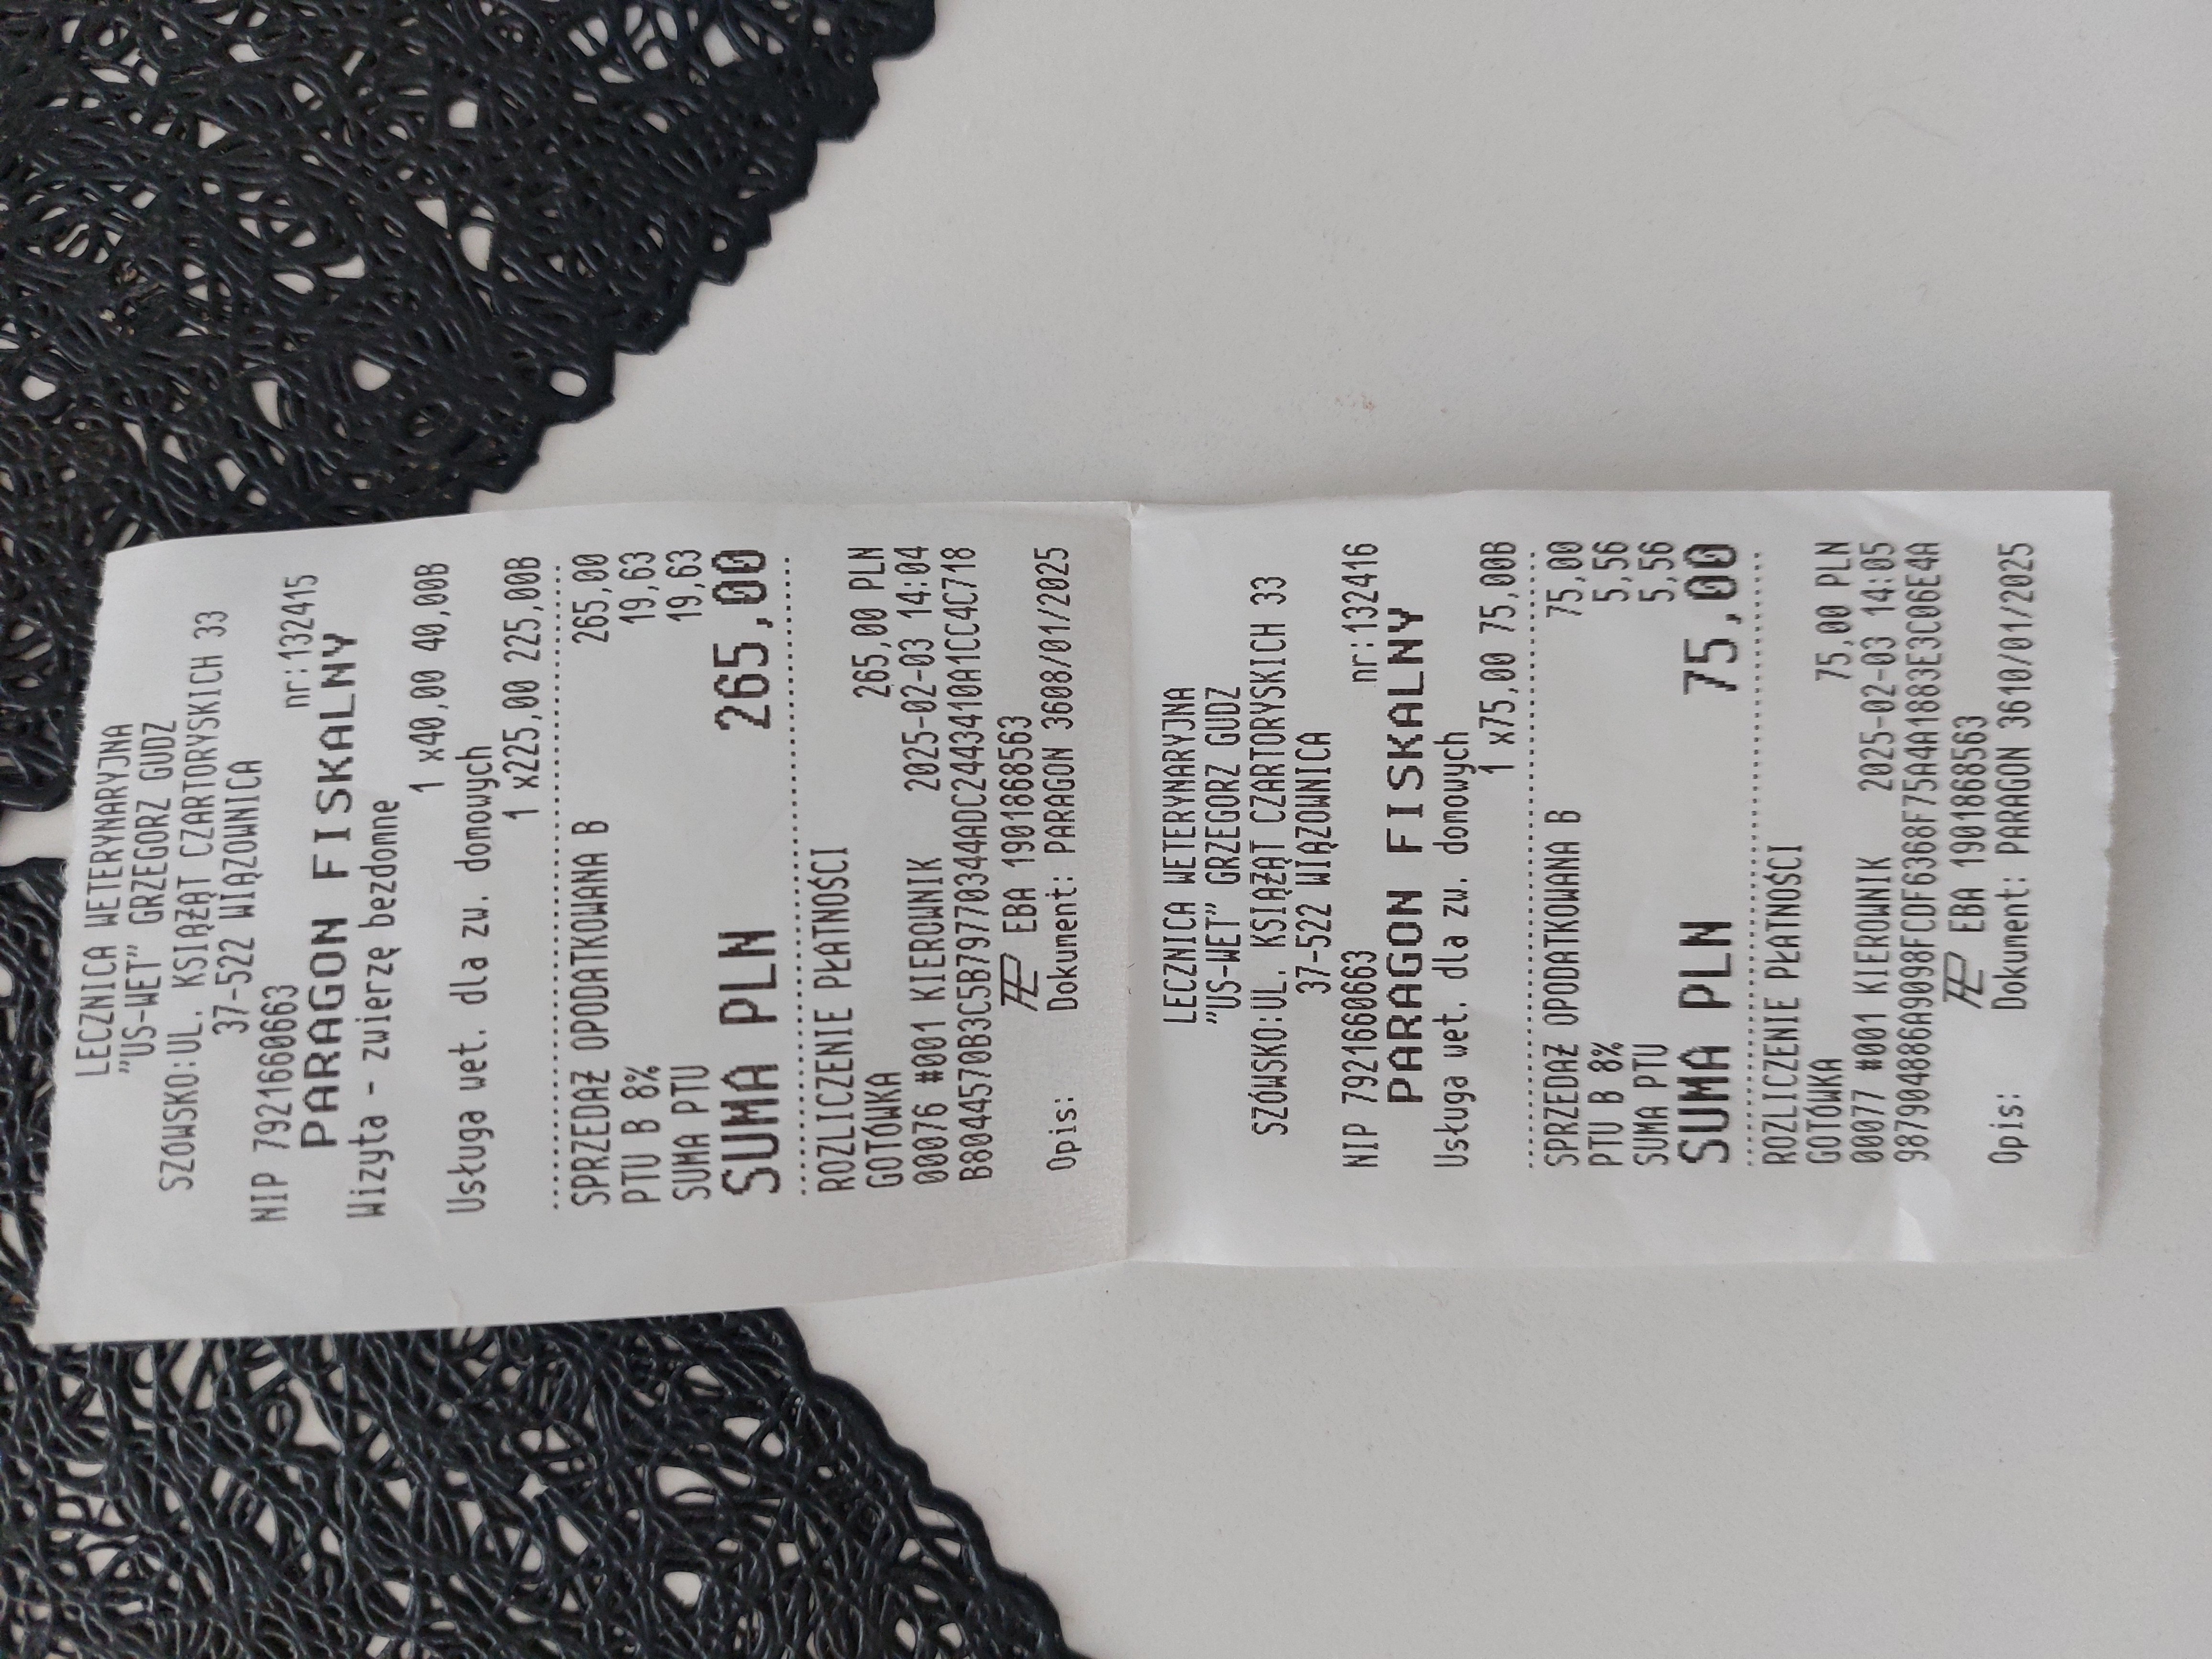 LECZNICA WETERYNARYJNA
"US-WET" GRZEGORZ GUDZ
SZÓWSKO:UL. KSIĄŻĄT CZARTORYSKICH 33
37-522 WIĄZOWNICA
NIP 7921660663 nr:132415
PARAGON FISKALNY
Wizyta - zwierzę bezdomne
1 x40,00 40,00B
Usługa wet. dla zw. domowych
1 x225,00 225,00B
SPRZEDAŻ OPODATKOWANA B 265,00
PTU B 8% 19,63
SUMA PTU 19,63
SUMA PLN 265,00
ROZLICZENIE PŁATNOŚCI
GOTÓWKA 265,00 PLN
00076 #001 KIEROWNIK 2025-02-03 14:04
B8044570B3C5B79770344ADC2443410A1CC4C718
EBA 1901868563
Opis: Dokument: PARAGON 3608/01/2025
LECZNICA WETERYNARYJNA
"US-WET" GRZEGORZ GUDZ
SZÓWSKO:UL. KSIĄŻĄT CZARTORYSKICH 33
37-522 WIĄZOWNICA
NIP 7921660663 nr:132416
PARAGON FISKALNY
Usługa wet. dla zw. domowych
1 x75,00 75,00B
SPRZEDAŻ OPODATKOWANA B 75,00
PTU B 8% 5,56
SUMA PTU 5,56
SUMA PLN 75,00
ROZLICZENIE PŁATNOŚCI
GOTÓWKA 75,00 PLN
00077 #001 KIEROWNIK 2025-02-03 14:05
987904886A9098FCDF6368F75A4A1883E3C06E4A
EBA 1901868563
Opis: Dokument: PARAGON 3610/01/2025